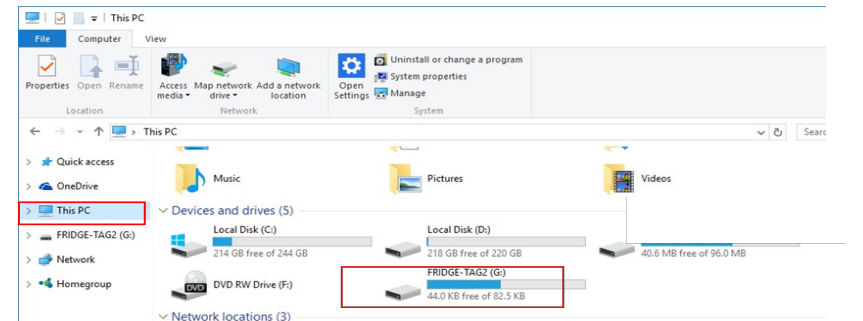 This PC
File Computer View
Properties Open Rename Access media Map network drive Add a network location Open Settings Uninstall or change a program
System properties
Manage
Location Network System
This PC Searc
Quick access
OneDrive
This PC
FRIDGE-TAG2 (G:)
Network
Homegroup
Music Pictures Videos
Devices and drives (5)
Local Disk (C:)
214 GB free of 244 GB
Local Disk (D:)
218 GB free of 220 GB
40.6 MB free of 96.0 MB
DVD RW Drive (F:)
DVD
FRIDGE-TAG2 (G:)
44.0 KB free of 82.5 KB
Network locations (3)